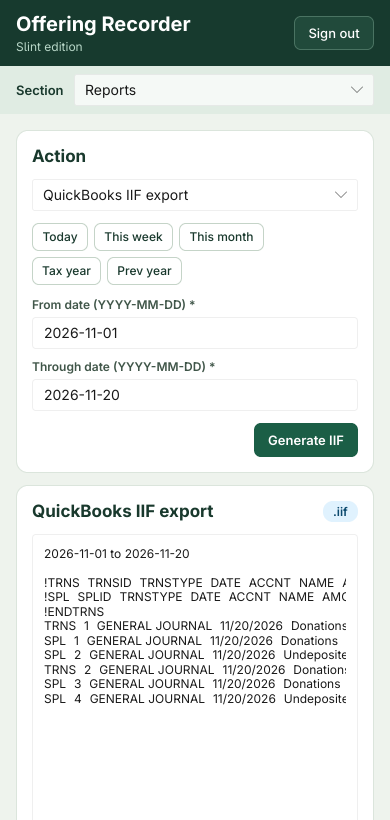 Offering Recorder
Slint edition
Sign out
Section
Reports
Action
QuickBooks IIF export
Today
This week
This month
Tax year
Prev year
From date (YYYY-MM-DD) *
2026-11-01
Through date (YYYY-MM-DD) *
2026-11-20
Generate IIF
QuickBooks IIF export
.iif
2026-11-01 to 2026-11-20
!TRNS TRNSID TRNSTYPE DATE ACCNT NAME
!SPL SPLID TRNSTYPE DATE ACCNT NAME
!ENDTRNS
TRNS 1 GENERAL JOURNAL 11/20/2026 Donations
SPL 1 GENERAL JOURNAL 11/20/2026 Donations
SPL 2 GENERAL JOURNAL 11/20/2026 Undeposite
TRNS 2 GENERAL JOURNAL 11/20/2026 Donations
SPL 3 GENERAL JOURNAL 11/20/2026 Donations
SPL 4 GENERAL JOURNAL 11/20/2026 Undeposite